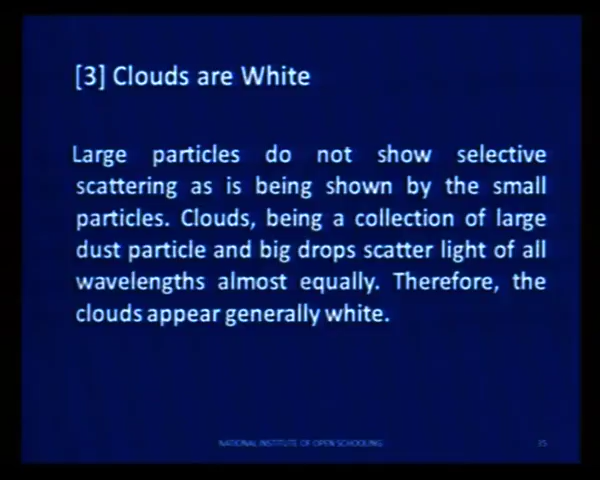 [3] Clouds are White
Large particles do not show selective
scattering as is being shown by the small
particles. Clouds, being a collection of large
dust particle and big drops scatter light of all
wavelengths almost equally. Therefore, the
clouds appear generally white.
NATIONAL INSTITUTE OF OPEN SCHOOLING
35